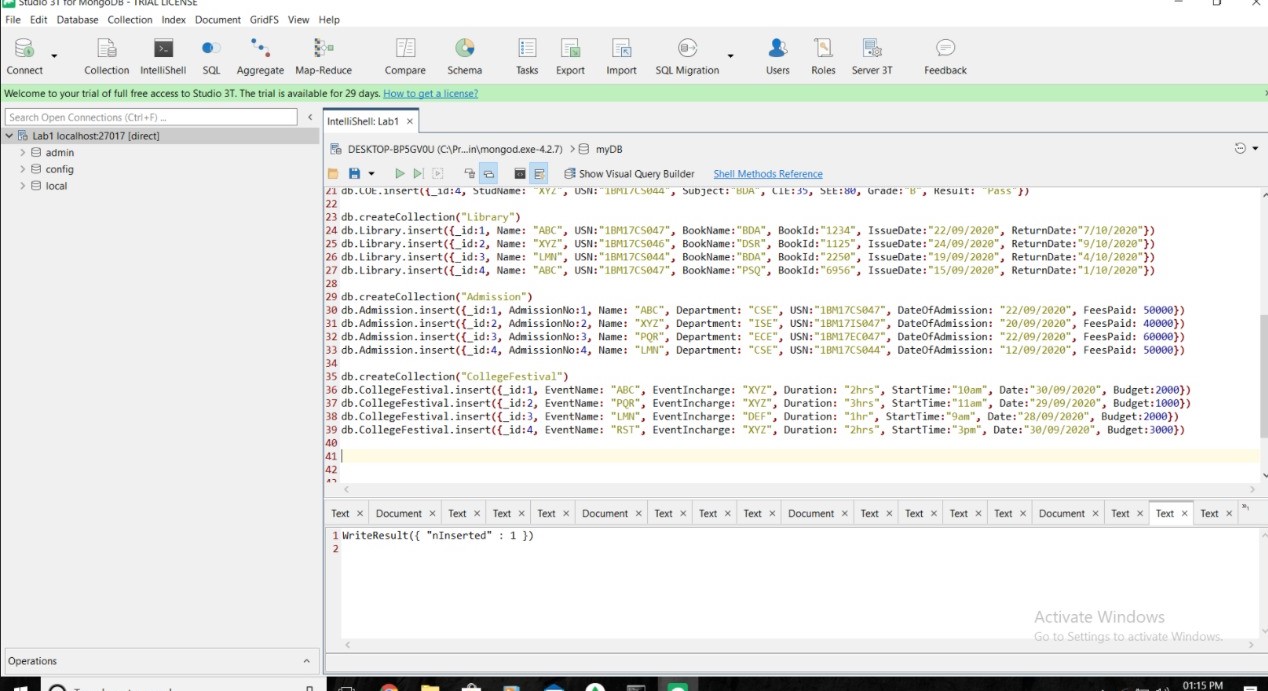 Studio 3T for MongoDB - TRIAL LICENSE
File Edit Database Collection Index Document GridFS View Help
Connect Collection IntelliShell SQL Aggregate Map-Reduce Compare Schema Tasks Export Import SQL Migration Users Roles Server 3T Feedback
Welcome to your trial of full free access to Studio 3T. The trial is available for 29 days. How to get a license?
Search Open Connections (Ctrl+F) ...
IntelliShell: Lab1
Lab1 localhost:27017 [direct]
admin
config
local
DESKTOP-BP5GV0U (C:\Pr...in\mongod.exe-4.2.7) > myDB
Show Visual Query Builder Shell Methods Reference
21 db.COE.insert({_id:4, StudName: "XYZ", USN:"1BM17CS044", Subject:"BDA", CIE:35, SEE:80, Grade:"B", Result: "Pass"})
22
23 db.createCollection("Library")
24 db.Library.insert({_id:1, Name: "ABC", USN:"1BM17CS047", BookName:"BDA", BookId:"1234", IssueDate:"22/09/2020", ReturnDate:"7/10/2020"})
25 db.Library.insert({_id:2, Name: "XYZ", USN:"1BM17CS046", BookName:"DSR", BookId:"1125", IssueDate:"24/09/2020", ReturnDate:"9/10/2020"})
26 db.Library.insert({_id:3, Name: "LMN", USN:"1BM17CS044", BookName:"BDA", BookId:"2250", IssueDate:"19/09/2020", ReturnDate:"4/10/2020"})
27 db.Library.insert({_id:4, Name: "ABC", USN:"1BM17CS047", BookName:"PSQ", BookId:"6956", IssueDate:"15/09/2020", ReturnDate:"1/10/2020"})
28
29 db.createCollection("Admission")
30 db.Admission.insert({_id:1, AdmissionNo:1, Name: "ABC", Department: "CSE", USN:"1BM17CS047", DateOfAdmission: "22/09/2020", FeesPaid: 50000})
31 db.Admission.insert({_id:2, AdmissionNo:2, Name: "XYZ", Department: "ISE", USN:"1BM17IS047", DateOfAdmission: "20/09/2020", FeesPaid: 40000})
32 db.Admission.insert({_id:3, AdmissionNo:3, Name: "PQR", Department: "ECE", USN:"1BM17EC047", DateOfAdmission: "22/09/2020", FeesPaid: 60000})
33 db.Admission.insert({_id:4, AdmissionNo:4, Name: "LMN", Department: "CSE", USN:"1BM17CS044", DateOfAdmission: "12/09/2020", FeesPaid: 50000})
34
35 db.createCollection("CollegeFestival")
36 db.CollegeFestival.insert({_id:1, EventName: "ABC", EventIncharge: "XYZ", Duration: "2hrs", StartTime:"10am", Date:"30/09/2020", Budget:2000})
37 db.CollegeFestival.insert({_id:2, EventName: "PQR", EventIncharge: "XYZ", Duration: "3hrs", StartTime:"11am", Date:"29/09/2020", Budget:1000})
38 db.CollegeFestival.insert({_id:3, EventName: "LMN", EventIncharge: "DEF", Duration: "1hr", StartTime:"9am", Date:"28/09/2020", Budget:2000})
39 db.CollegeFestival.insert({_id:4, EventName: "RST", EventIncharge: "XYZ", Duration: "2hrs", StartTime:"3pm", Date:"30/09/2020", Budget:3000})
40
41
42
Text Document Text Text Text Document Text Text Text Document Text Text Text Text Document Text Text Text
1 WriteResult({ "nInserted" : 1 })
2
Activate Windows
Go to Settings to activate Windows.
Operations
01:15 PM